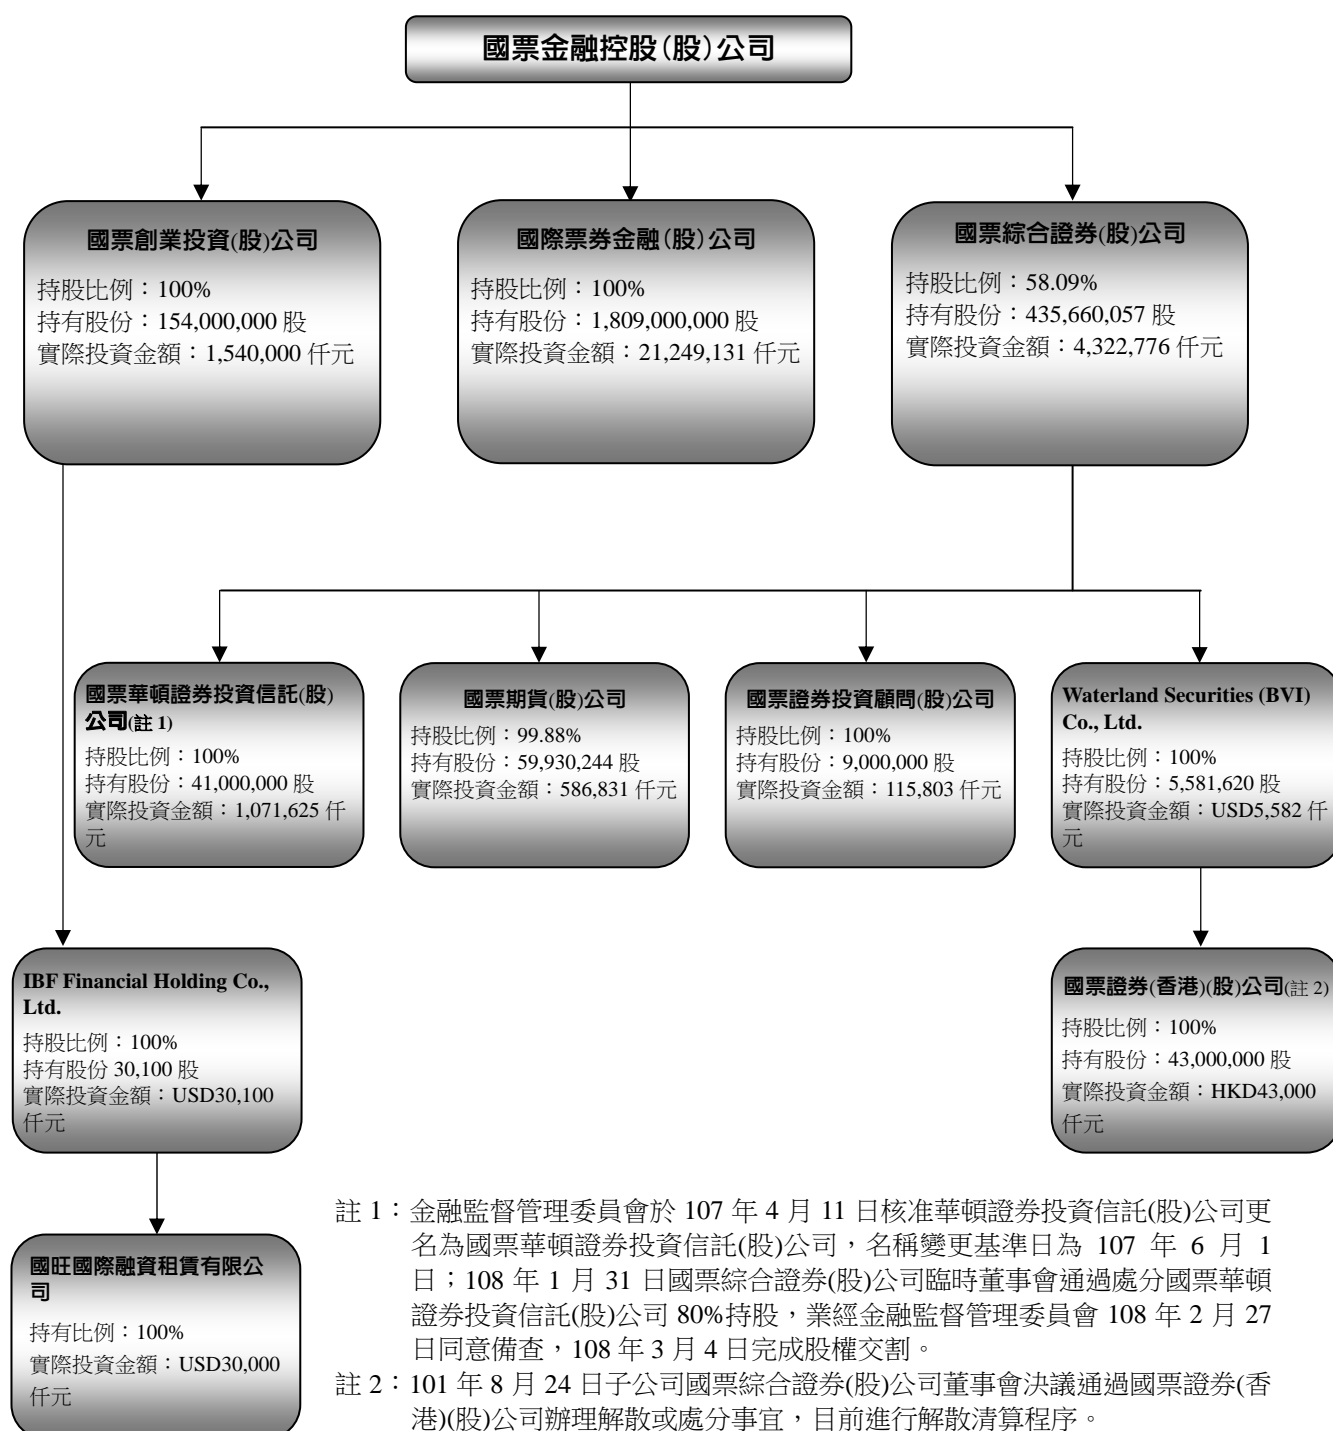 國票金融控股(股)公司
國票創業投資(股)公司
持股比例：100%
持有股份：154,000,000 股
實際投資金額：1,540,000 仟元
國際票券金融(股)公司
持股比例：100%
持有股份：1,809,000,000 股
實際投資金額：21,249,131 仟元
國票綜合證券(股)公司
持股比例：58.09%
持有股份：435,660,057 股
實際投資金額：4,322,776 仟元
國票華頓證券投資信託(股)
公司(註 1)
持股比例：100%
持有股份：41,000,000 股
實際投資金額：1,071,625 仟
元
國票期貨(股)公司
持股比例：99.88%
持有股份：59,930,244 股
實際投資金額：586,831 仟元
國票證券投資顧問(股)公司
持股比例：100%
持有股份：9,000,000 股
實際投資金額：115,803 仟元
Waterland Securities (BVI)
Co., Ltd.
持股比例：100%
持有股份：5,581,620 股
實際投資金額：USD5,582 仟
元
IBF Financial Holding Co.,
Ltd.
持股比例：100%
持有股份 30,100 股
實際投資金額：USD30,100
仟元
國票證券(香港)(股)公司(註 2)
持股比例：100%
持有股份：43,000,000 股
實際投資金額：HKD43,000
仟元
國旺國際融資租賃有限公
司
持有比例：100%
實際投資金額：USD30,000
仟元
註 1：金融監督管理委員會於 107 年 4 月 11 日核准華頓證券投資信託(股)公司更
名為國票華頓證券投資信託(股)公司，名稱變更基準日為 107 年 6 月 1
日；108 年 1 月 31 日國票綜合證券(股)公司臨時董事會通過處分國票華頓
證券投資信託(股)公司 80%持股，業經金融監督管理委員會 108 年 2 月 27
日同意備查，108 年 3 月 4 日完成股權交割。
註 2：101 年 8 月 24 日子公司國票綜合證券(股)公司董事會決議通過國票證券(香
港)(股)公司辦理解散或處分事宜，目前進行解散清算程序。